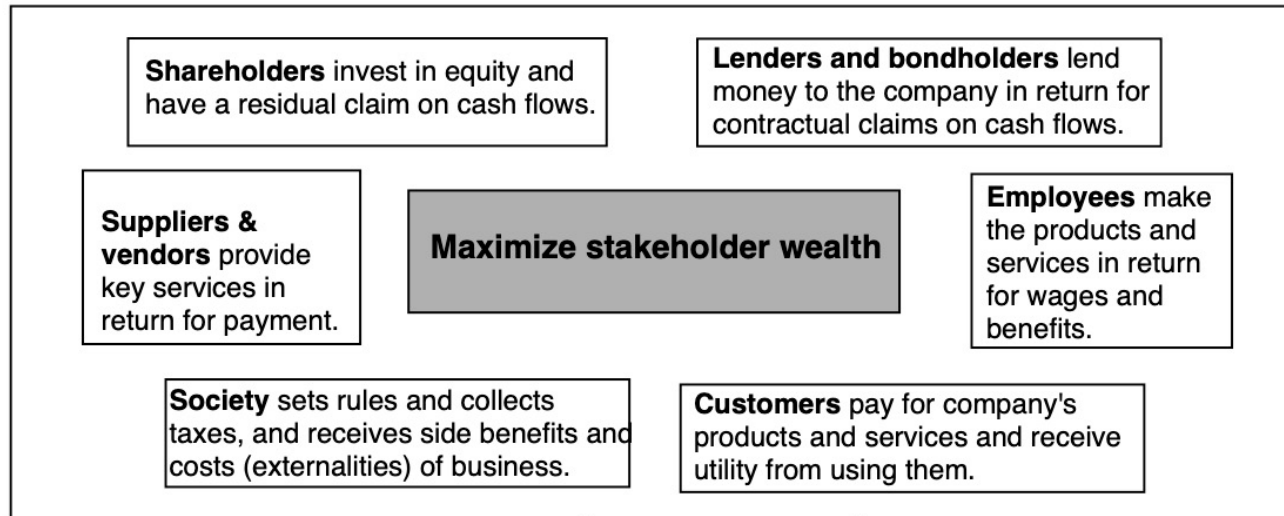 Shareholders invest in equity and
have a residual claim on cash flows.
Lenders and bondholders lend
money to the company in return for
contractual claims on cash flows.
Suppliers &
vendors provide
key services in
return for payment.
Maximize stakeholder wealth
Employees make
the products and
services in return
for wages and
benefits.
Society sets rules and collects
taxes, and receives side benefits and
costs (externalities) of business.
Customers pay for company's
products and services and receive
utility from using them.